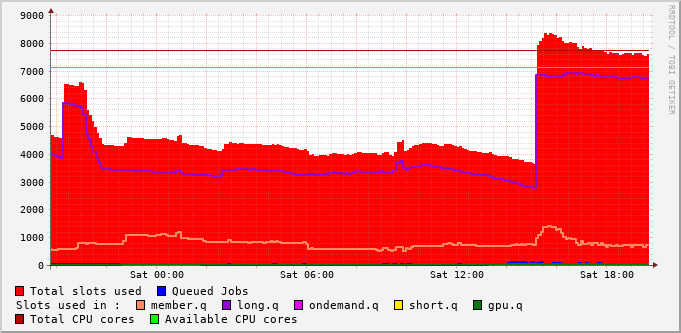 9000
8000
7000
6000
5000
4000
3000
2000
1000
0
Sat 00:00 Sat 06:00 Sat 12:00 Sat 18:00
RRDTOOL / TOBI OETIKER
Total slots used Queued Jobs
Slots used in : member.q long.q ondemand.q short.q gpu.q
Total CPU cores Available CPU cores